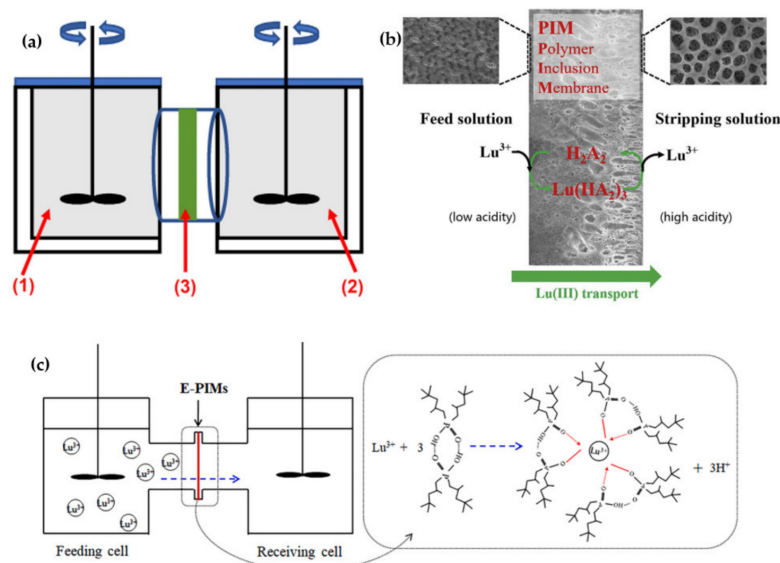 (a)
(1)
(3)
(2)
(b)
PIM
Polymer
Inclusion
Membrane
Feed solution
Stripping solution
Lu³⁺
H₂A₂
Lu³⁺
Lu(HA₂)₃
(low acidity)
(high acidity)
Lu(III) transport
(c)
E-PIMs
Lu³⁺
Lu³⁺
Lu³⁺
Lu³⁺
Lu³⁺
Lu³⁺
Lu³⁺
Lu³⁺
Feeding cell
Receiving cell
Lu³⁺ + 3
Lu³⁺
+ 3H⁺